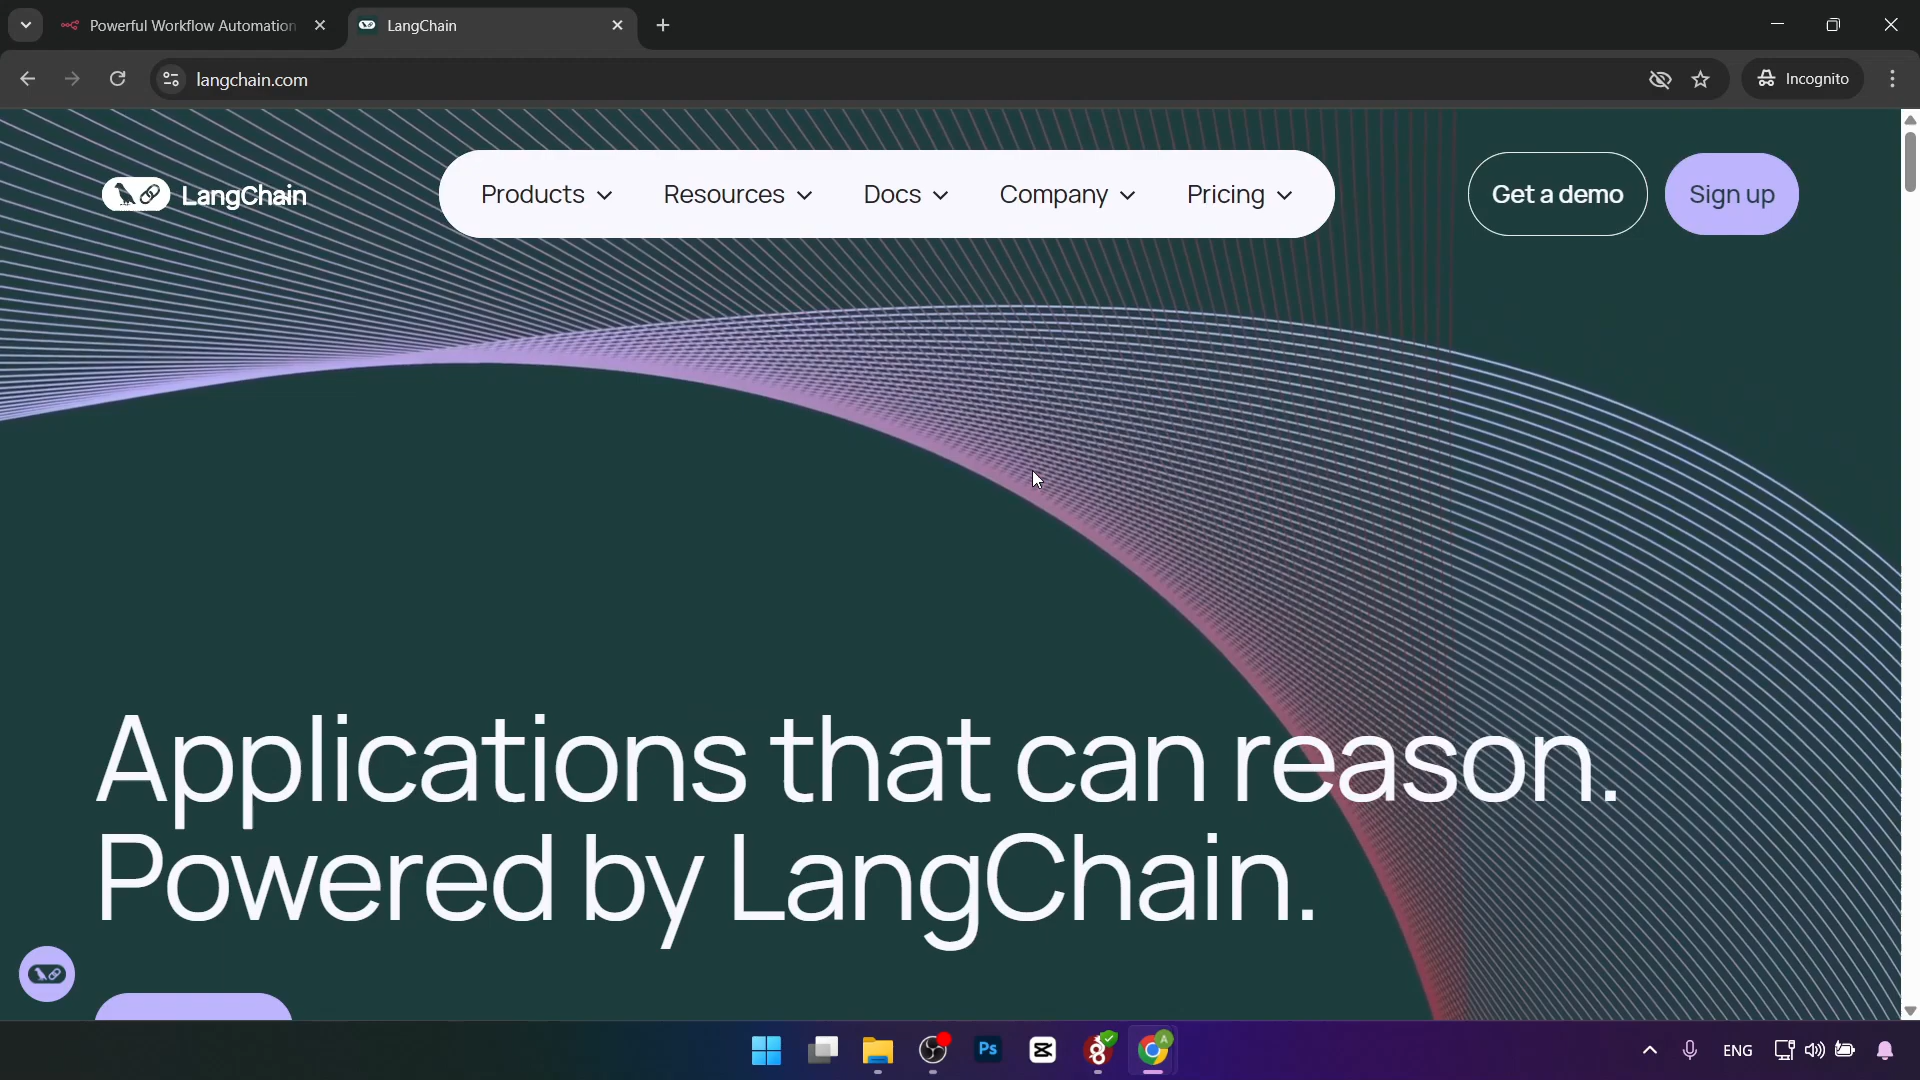 Powerful Workflow Automation
LangChain
langchain.com
Incognito
LangChain
Products
Resources
Docs
Company
Pricing
Get a demo
Sign up
Applications that can reason.
Powered by LangChain.
Ps
A
ENG